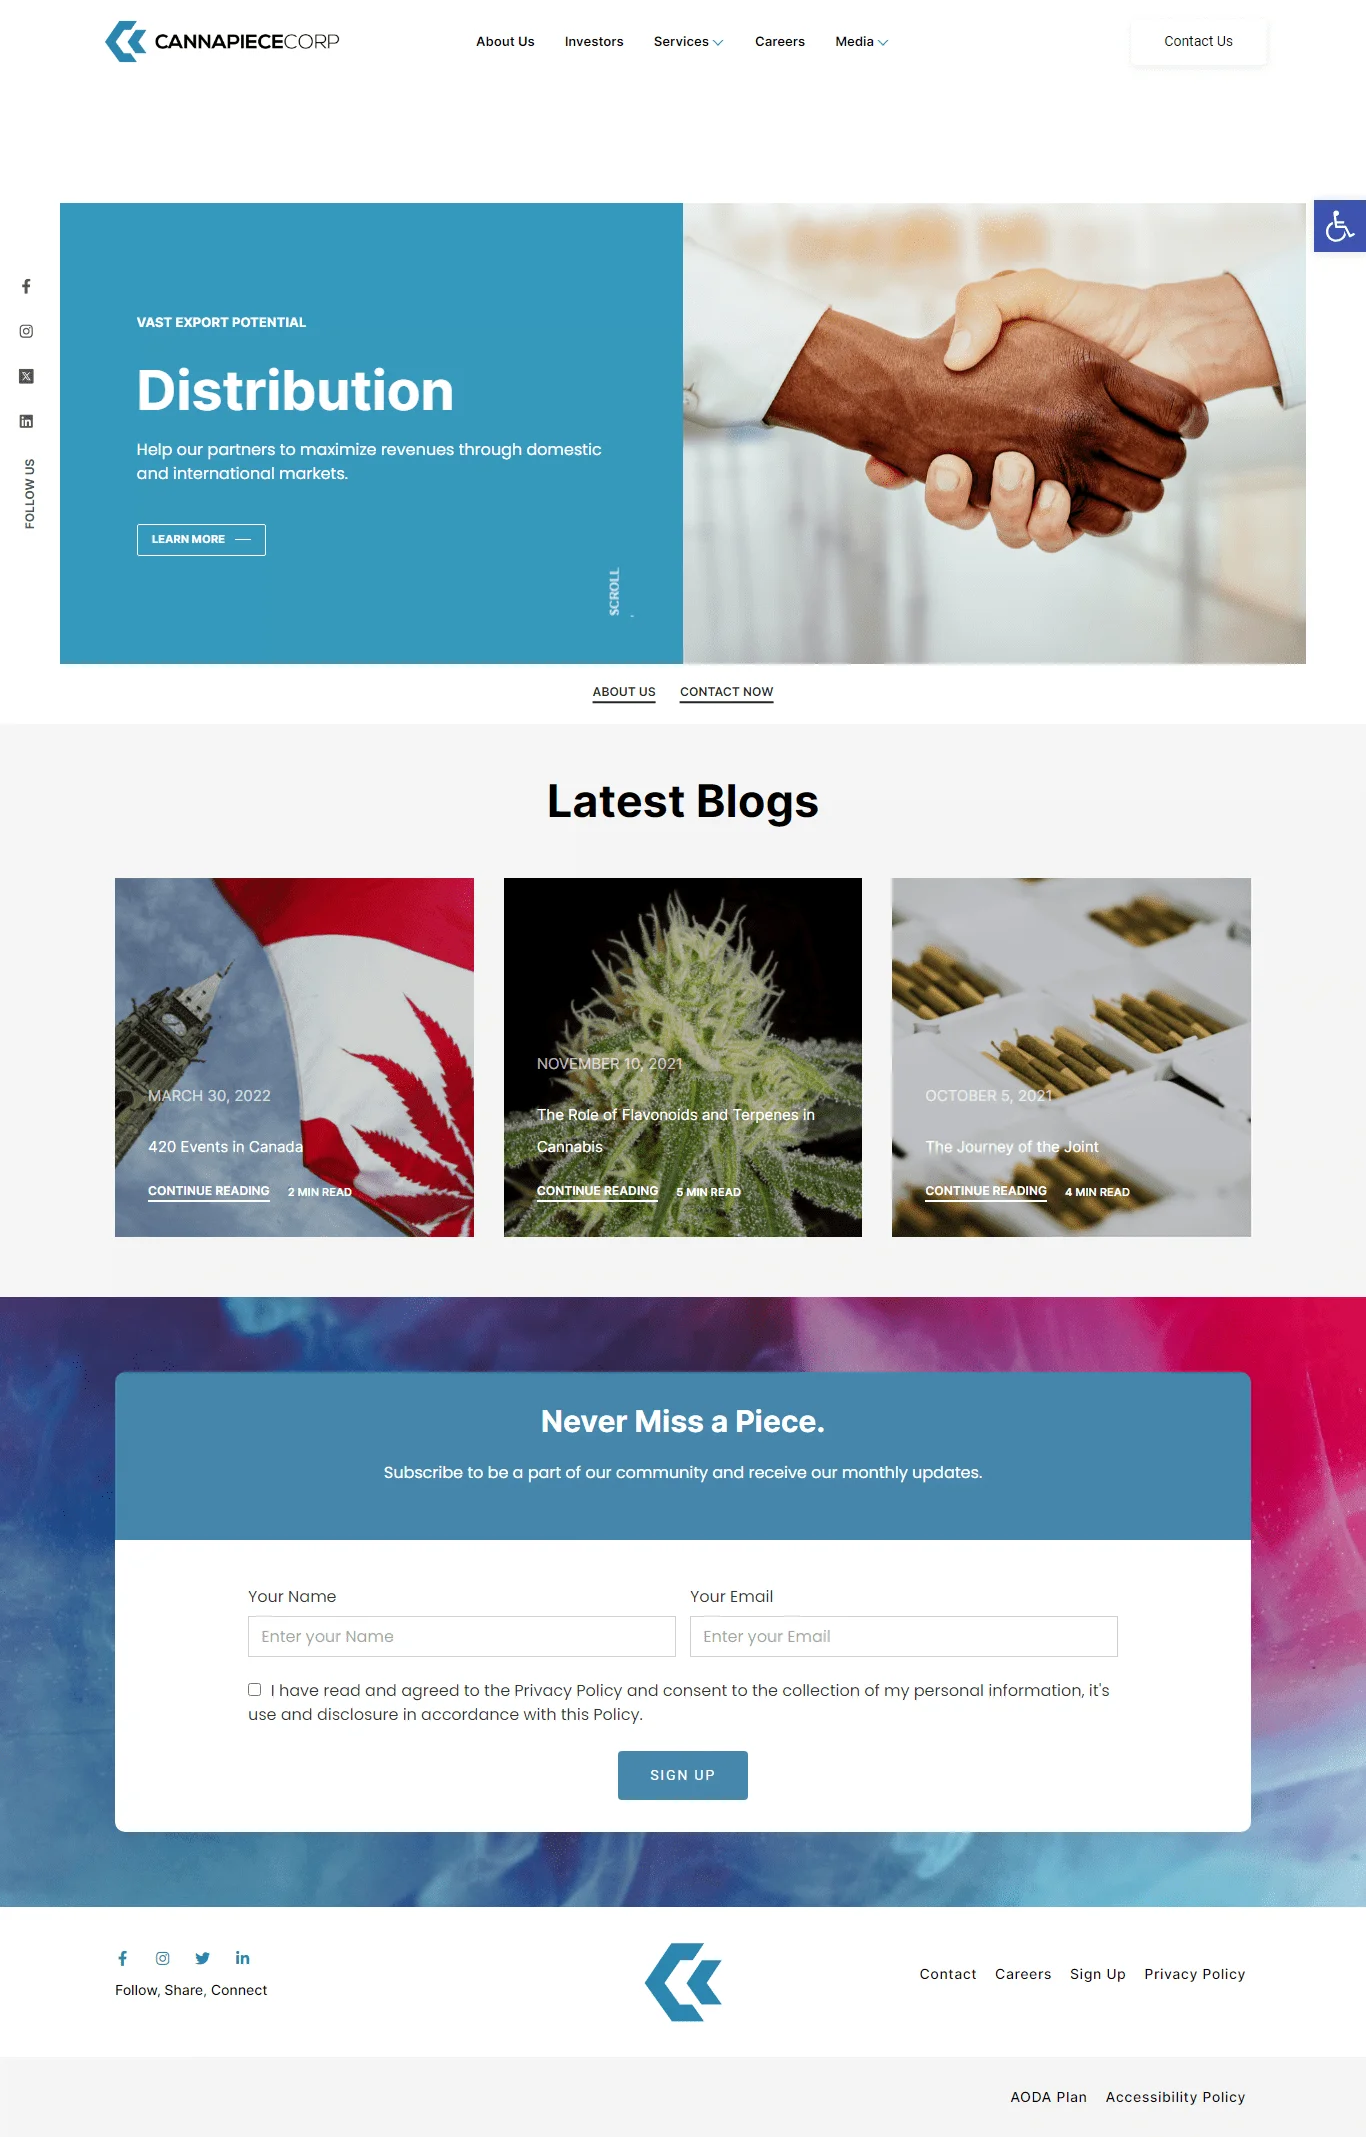 CANNAPIECECORP
About Us
Investors
Services
Careers
Media
Contact Us
VAST EXPORT POTENTIAL
Distribution
Help our partners to maximize revenues through domestic
and international markets.
LEARN MORE
SCROLL
FOLLOW US
ABOUT US
CONTACT NOW
Latest Blogs
MARCH 30, 2022
420 Events in Canada
CONTINUE READING
2 MIN READ
NOVEMBER 10, 2021
The Role of Flavonoids and Terpenes in
Cannabis
CONTINUE READING
5 MIN READ
OCTOBER 5, 2021
The Journey of the Joint
CONTINUE READING
4 MIN READ
Never Miss a Piece.
Subscribe to be a part of our community and receive our monthly updates.
Your Name
Your Email
Enter your Name
Enter your Email
I have read and agreed to the Privacy Policy and consent to the collection of my personal information, it's
use and disclosure in accordance with this Policy.
SIGN UP
Follow, Share, Connect
Contact
Careers
Sign Up
Privacy Policy
AODA Plan
Accessibility Policy